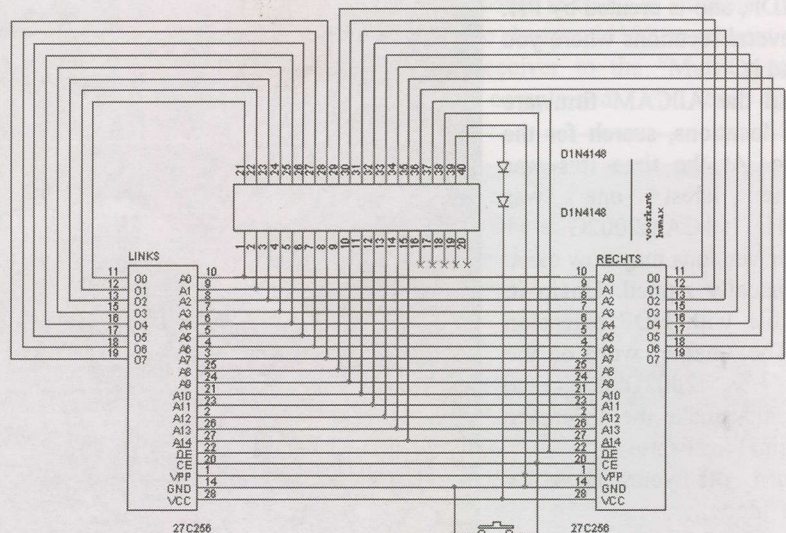 21 22 23 24 25 26 27 28 29 30 31 32 33 34 35 36 37 38 39 40
D1N4148
D1N4148
voorkant
humax
1 2 3 4 5 6 7 8 9 10 11 12 13 14 15 16 17 18 19 20
LINKS
11 O0 A0 10
12 O1 A1 9
13 O2 A2 8
15 O3 A3 7
16 O4 A4 6
17 O5 A5 5
18 O6 A6 4
19 O7 A7 3
A8 25
A9 24
A10 21
A11 23
A12 2
A13 26
A14 27
OE 22
CE 20
VPP 1
GND 14
VCC 28
27C256
RECHTS
10 A0 O0 11
9 A1 O1 12
8 A2 O2 13
7 A3 O3 15
6 A4 O4 16
5 A5 O5 17
4 A6 O6 18
3 A7 O7 19
25 A8
24 A9
21 A10
23 A11
2 A12
26 A13
27 A14
22 OE
20 CE
1 VPP
14 GND
28 VCC
27C256